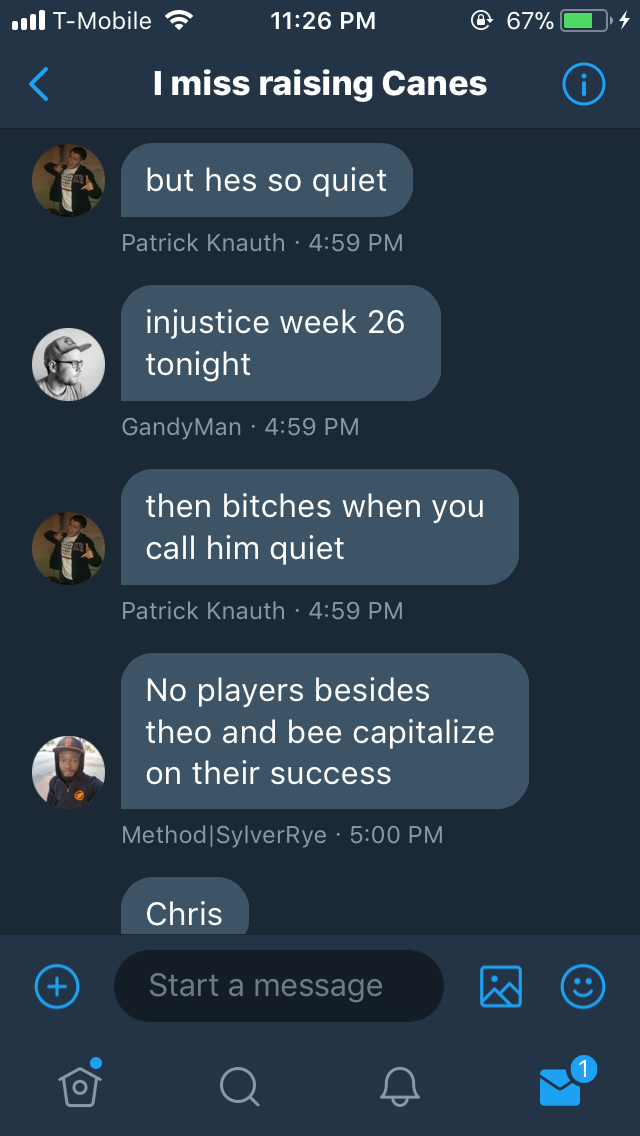 T-Mobile 11:26 PM 67%
I miss raising Canes
but hes so quiet
Patrick Knauth · 4:59 PM
injustice week 26
tonight
GandyMan · 4:59 PM
then bitches when you
call him quiet
Patrick Knauth · 4:59 PM
No players besides
theo and bee capitalize
on their success
Method|SylverRye · 5:00 PM
Chris
Start a message
1